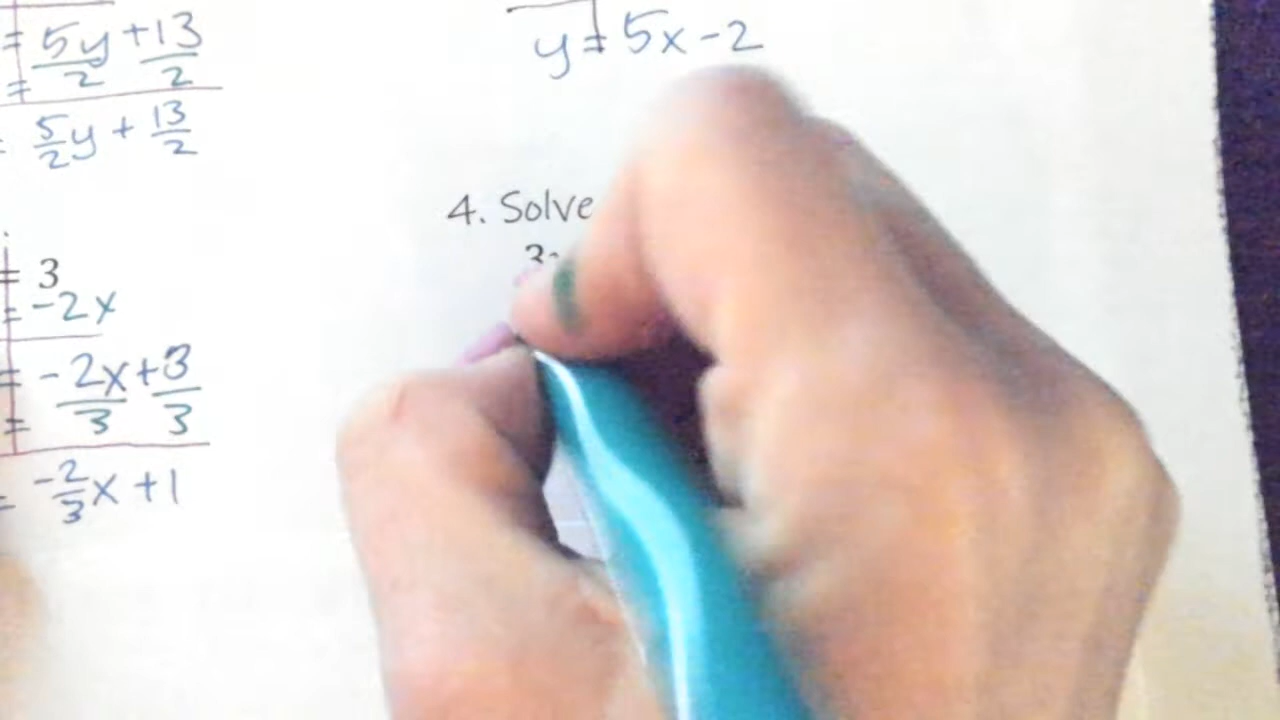 = 5y/2 + 13/2
= 5/2y + 13/2
= 3
= -2x
= -2x/3 + 3/3
= -2/3x + 1
y = 5x - 2
4. Solve
3